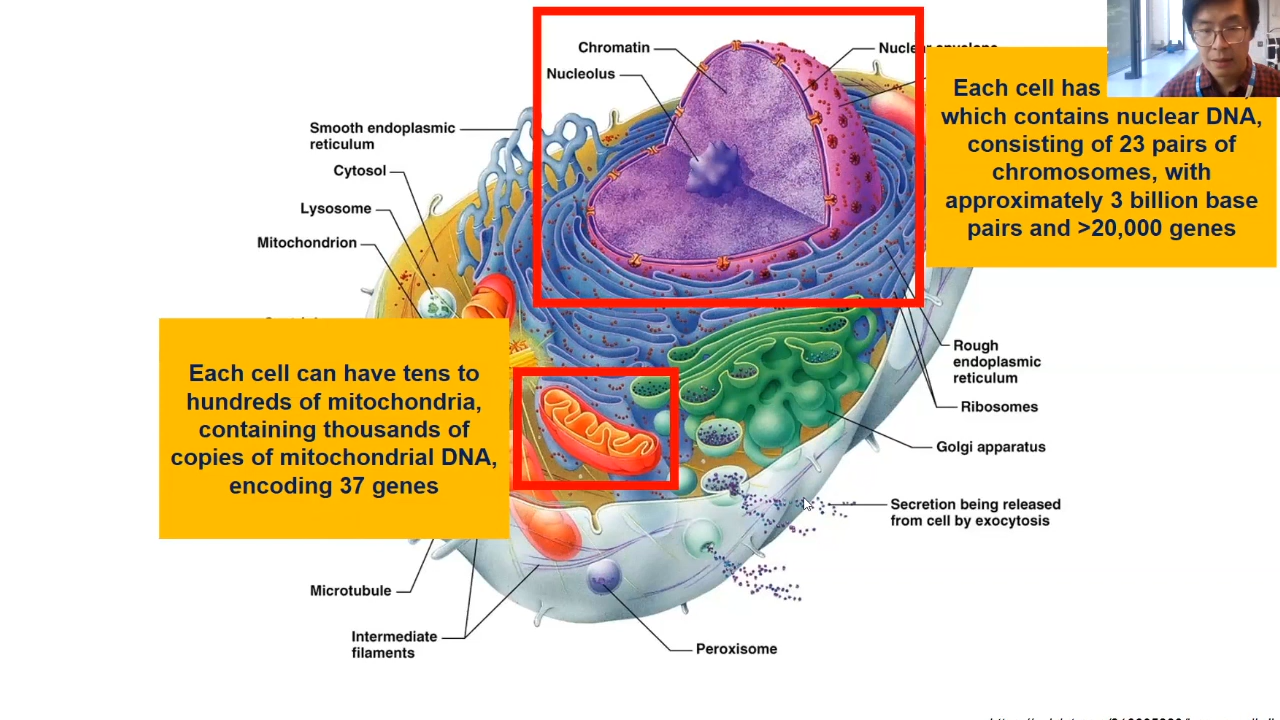 Chromatin
Nucleolus
Smooth endoplasmic
reticulum
Cytosol
Lysosome
Mitochondrion
Each cell has
which contains nuclear DNA,
consisting of 23 pairs of
chromosomes, with
approximately 3 billion base
pairs and >20,000 genes
Each cell can have tens to
hundreds of mitochondria,
containing thousands of
copies of mitochondrial DNA,
encoding 37 genes
Rough
endoplasmic
reticulum
Ribosomes
Golgi apparatus
Secretion being released
from cell by exocytosis
Microtubule
Intermediate
filaments
Peroxisome